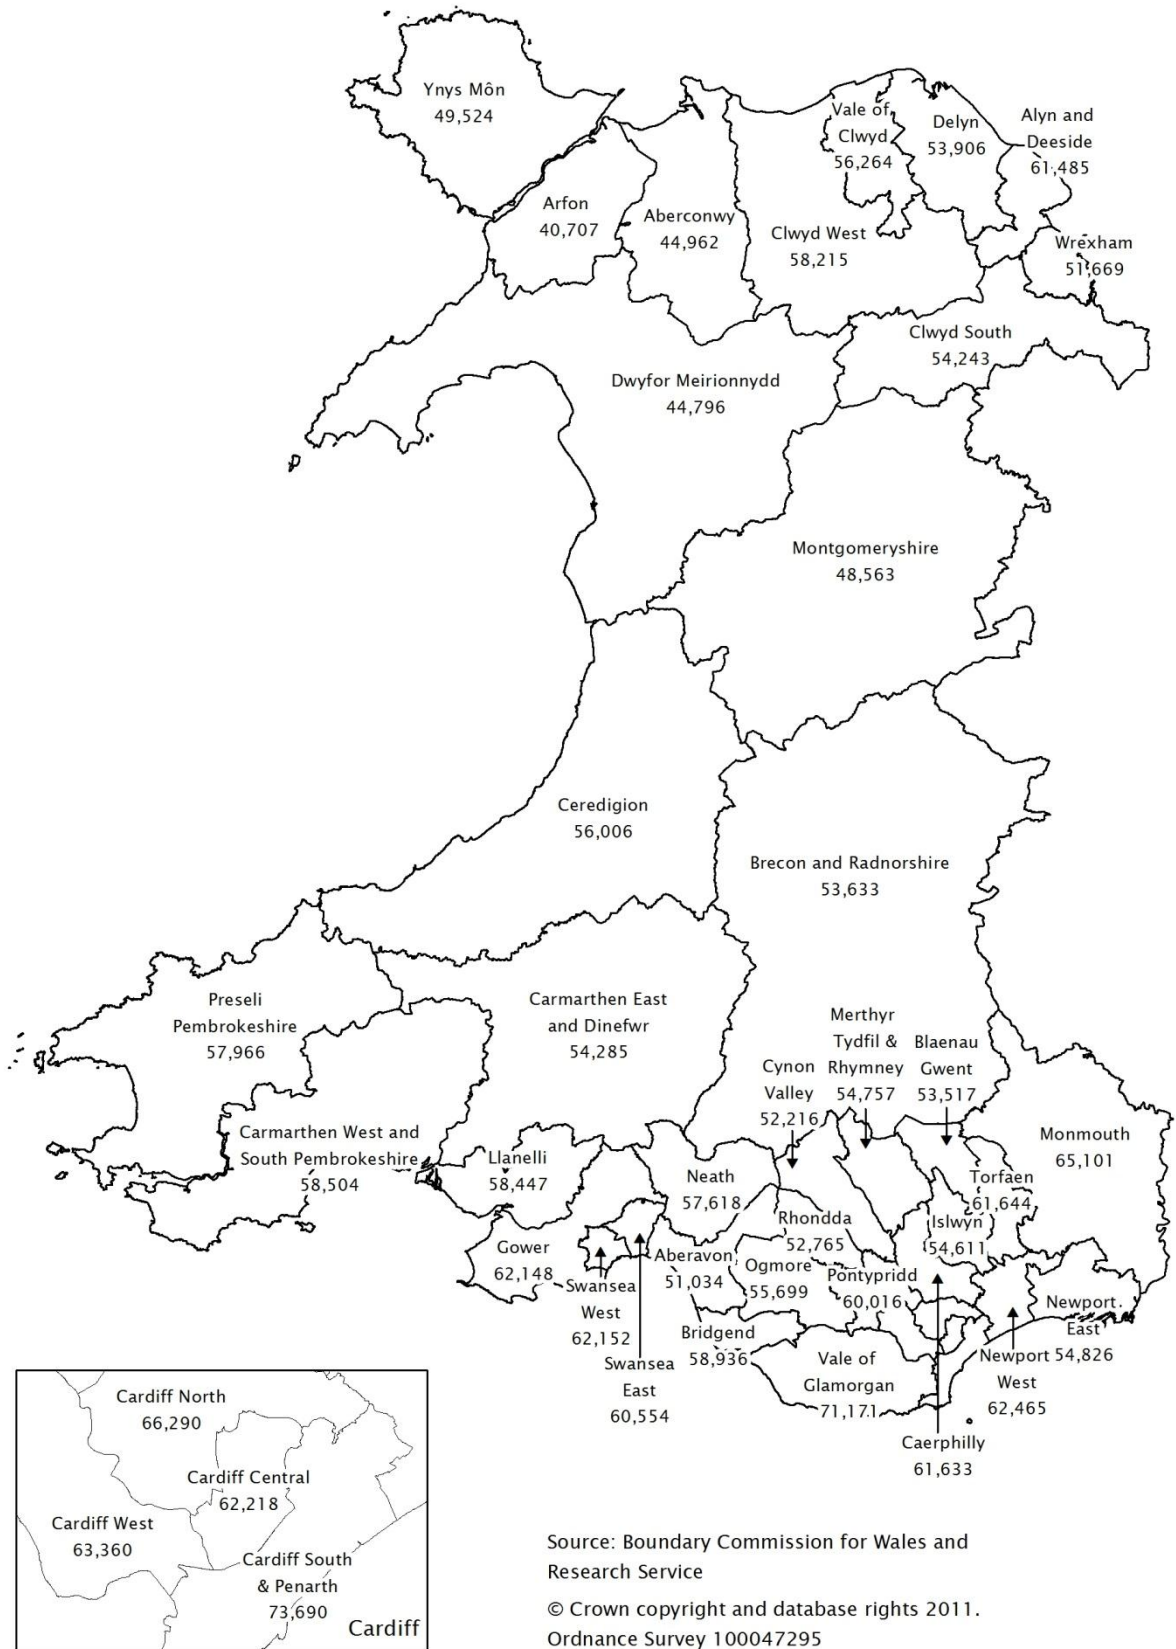 Ynys Môn
49,524
Vale of
Clwyd
56,264
Delyn
53,906
Alyn and
Deeside
61,485
Arfon
40,707
Aberconwy
44,962
Clwyd West
58,215
Wrexham
51,669
Clwyd South
54,243
Dwyfor Meirionnydd
44,796
Montgomeryshire
48,563
Ceredigion
56,006
Brecon and Radnorshire
53,633
Preseli
Pembrokeshire
57,966
Carmarthen East
and Dinefwr
54,285
Cynon
Valley
52,216
Merthyr
Tydfil &
Rhymney
54,757
Blaenau
Gwent
53,517
Monmouth
65,101
Carmarthen West and
South Pembrokeshire
58,504
Llanelli
58,447
Neath
57,618
Torfaen
61,644
Rhondda
52,765
Islwyn
54,611
Gower
62,148
Swansea
West
62,152
Swansea
East
60,554
Aberavon
51,034
Ogmore
55,699
Pontypridd
60,016
Bridgend
58,936
Vale of
Glamorgan
71,171
Newport
East
54,826
Newport
West
62,465
Caerphilly
61,633
Cardiff North
66,290
Cardiff Central
62,218
Cardiff West
63,360
Cardiff South
& Penarth
73,690
Cardiff
Source: Boundary Commission for Wales and
Research Service
© Crown copyright and database rights 2011.
Ordnance Survey 100047295